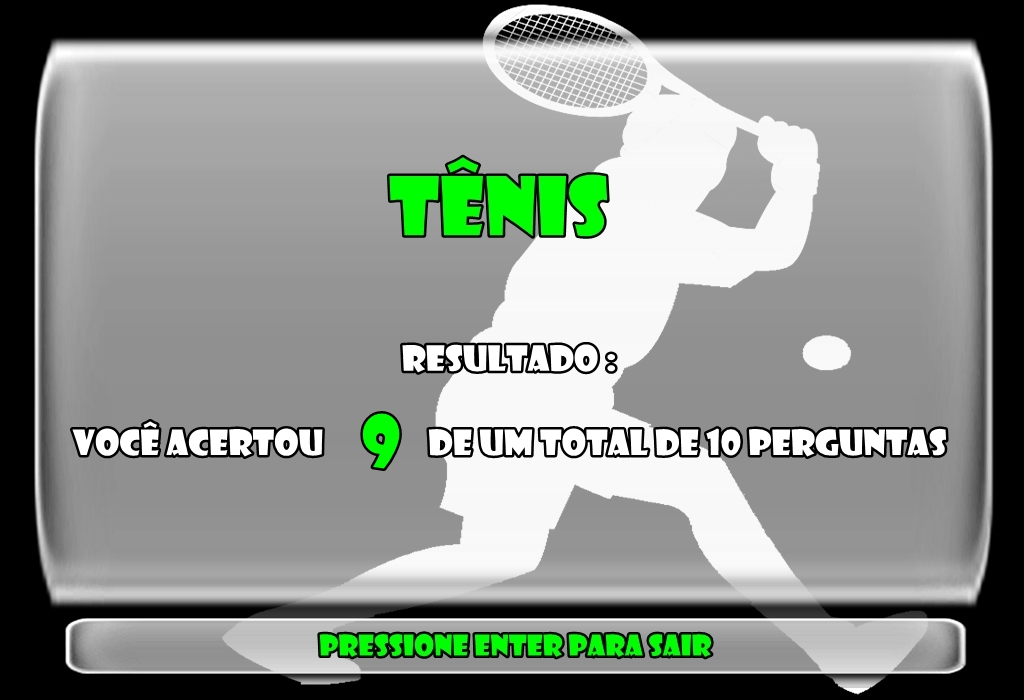 TÊNIS
RESULTADO :
VOCÊ ACERTOU 9 DE UM TOTAL DE 10 PERGUNTAS
PRESSIONE ENTER PARA SAIR